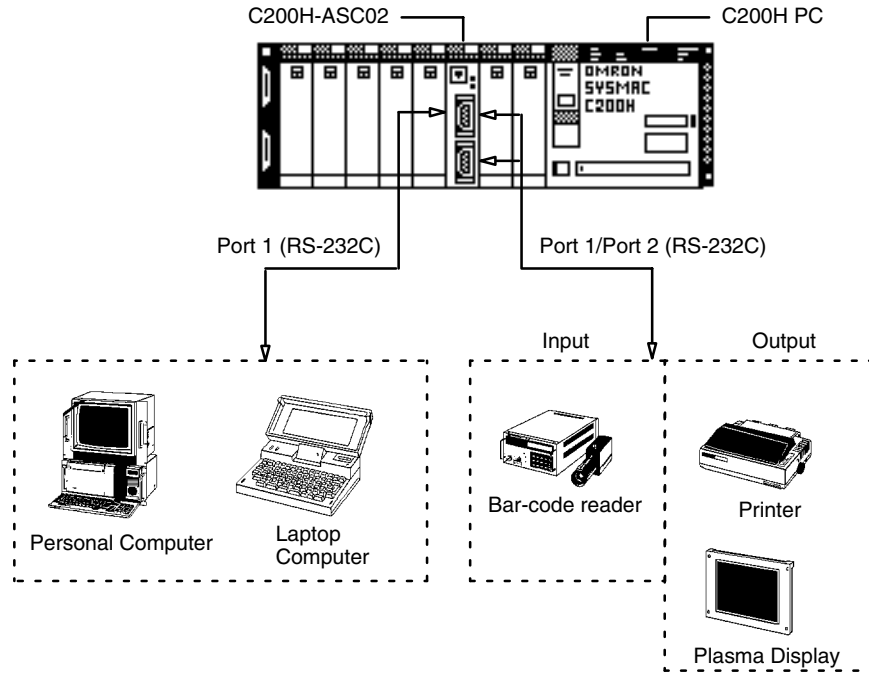 C200H-ASC02
C200H PC
OMRON
SYSMAC
C200H
Port 1 (RS-232C)
Port 1/Port 2 (RS-232C)
Input
Output
Personal Computer
Laptop
Computer
Bar-code reader
Printer
Plasma Display